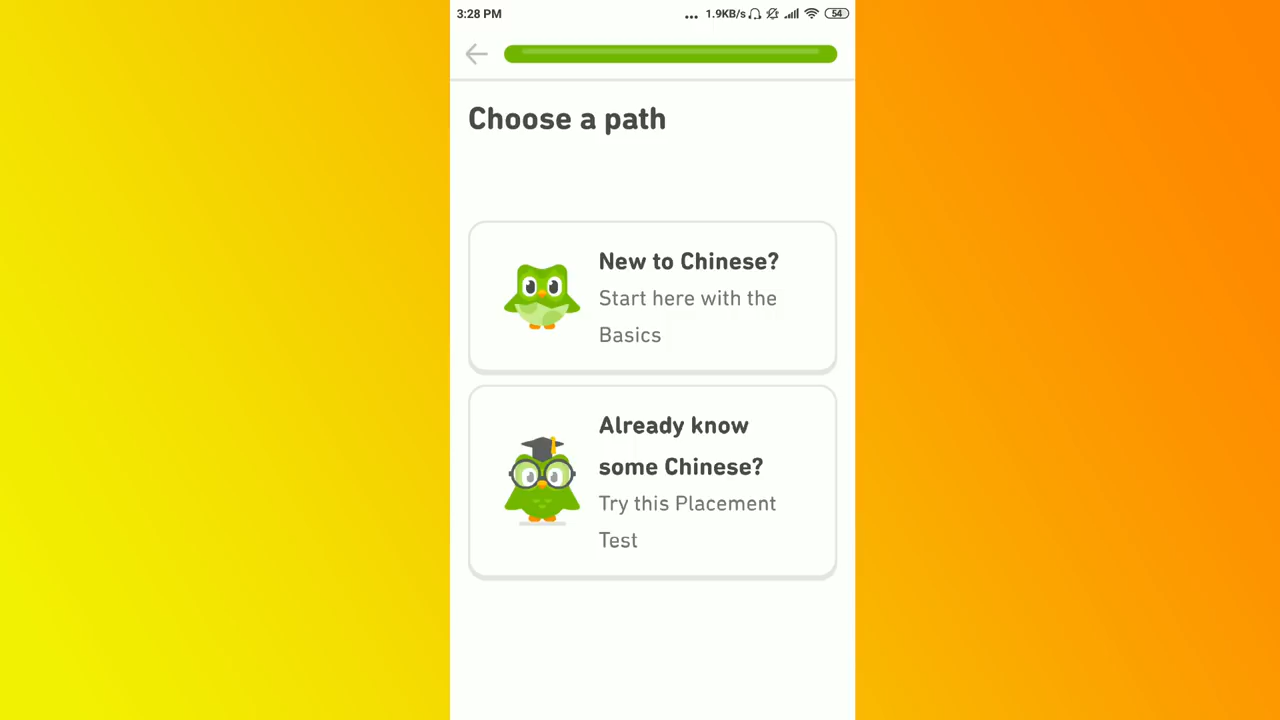 3:28 PM ... 1.9KB/s 54
Choose a path
New to Chinese?
Start here with the
Basics
Already know
some Chinese?
Try this Placement
Test